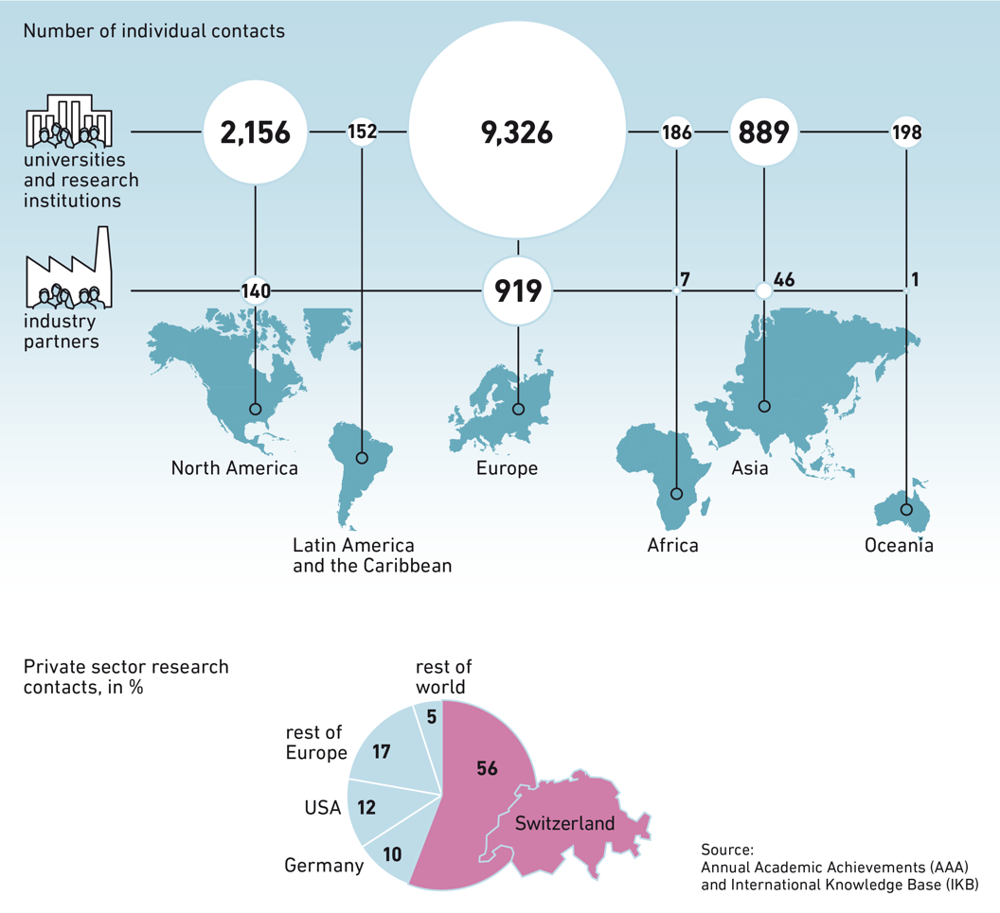 Number of individual contacts
2,156
152
9,326
186
889
198
universities
and research
institutions
140
919
7
46
1
industry
partners
North America
Europe
Asia
Latin America
and the Caribbean
Africa
Oceania
Private sector research
contacts, in %
rest of
world
5
rest of
Europe
17
56
USA
12
Switzerland
10
Germany
Source:
Annual Academic Achievements (AAA)
and International Knowledge Base (IKB)